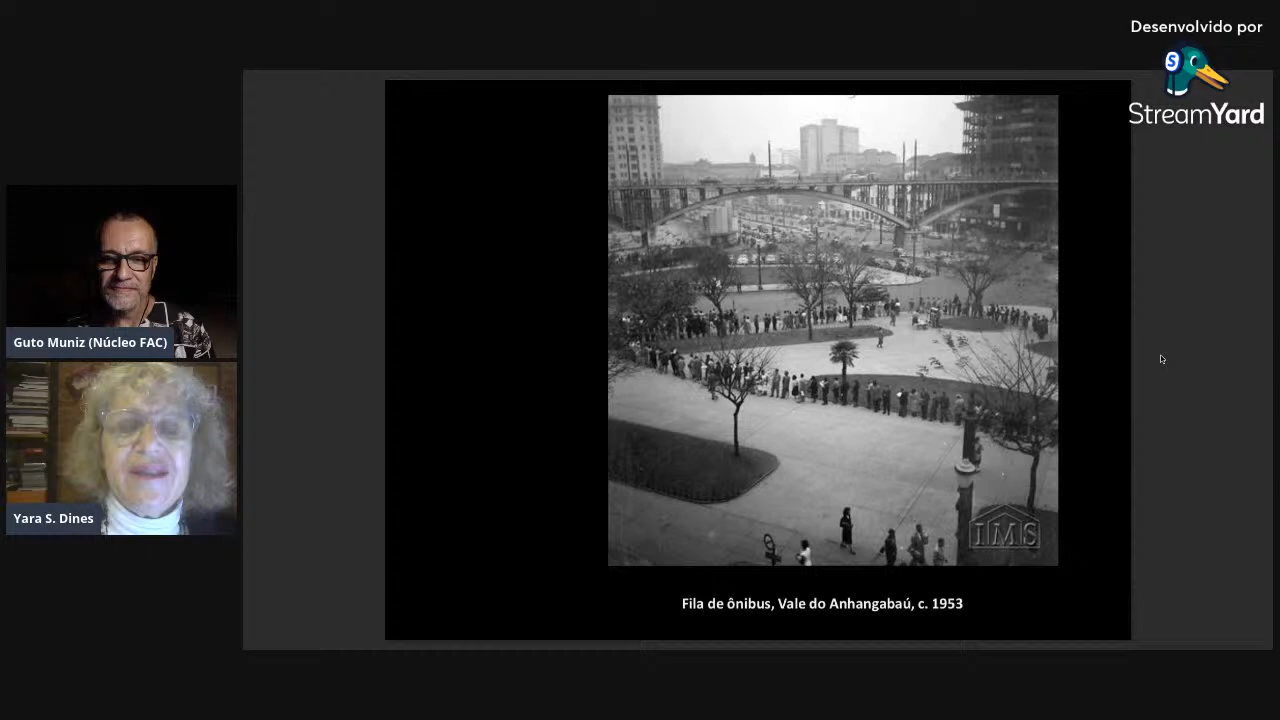 Desenvolvido por
S
StreamYard
Guto Muniz (Núcleo FAC)
Yara S. Dines
IMS
Fila de ônibus, Vale do Anhangabaú, c. 1953